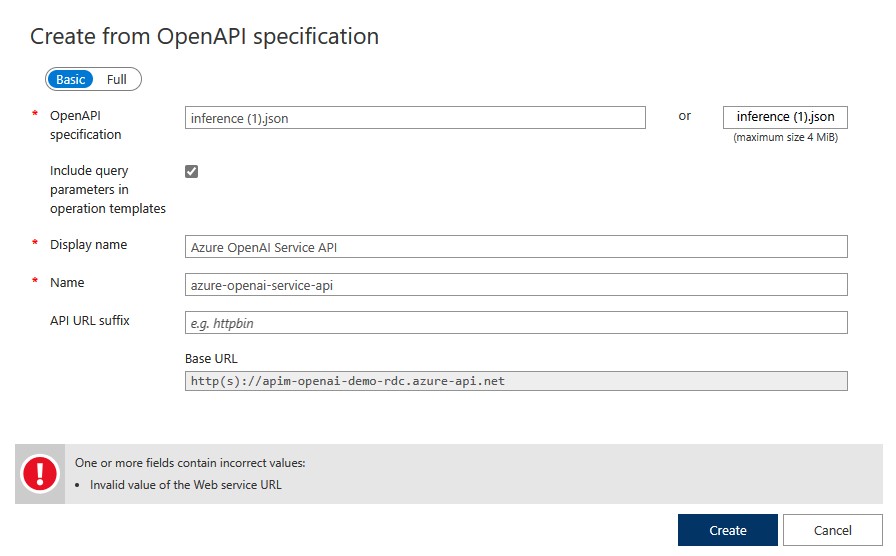 Create from OpenAPI specification
Basic Full
* OpenAPI specification
inference (1).json
or
inference (1).json
(maximum size 4 MiB)
Include query
parameters in
operation templates
* Display name
Azure OpenAI Service API
* Name
azure-openai-service-api
API URL suffix
e.g. httpbin
Base URL
http(s)://apim-openai-demo-rdc.azure-api.net
One or more fields contain incorrect values:
• Invalid value of the Web service URL
Create Cancel